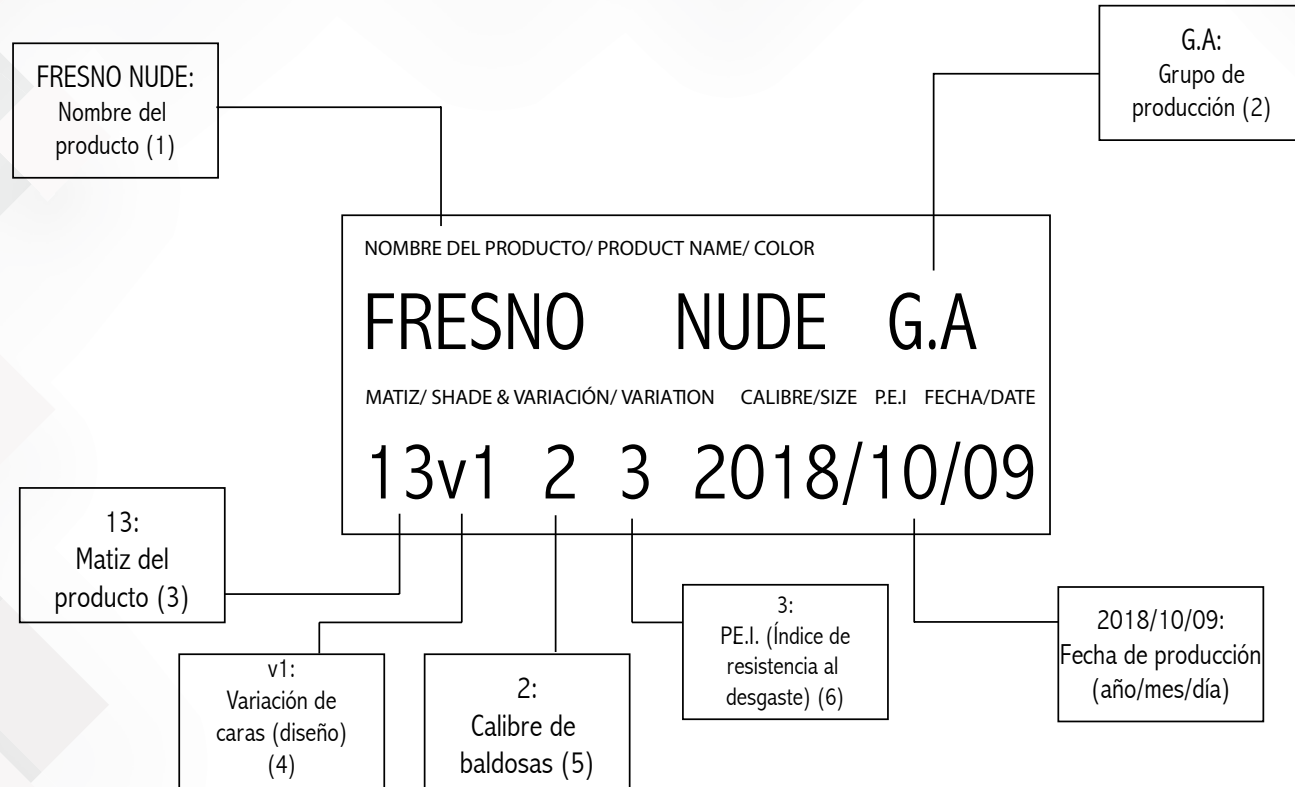 FRESNO NUDE:
Nombre del
producto (1)
G.A:
Grupo de
producción (2)
NOMBRE DEL PRODUCTO/ PRODUCT NAME/ COLOR
FRESNO NUDE G.A
MATIZ/ SHADE & VARIACIÓN/ VARIATION CALIBRE/SIZE P.E.I FECHA/DATE
13v1 2 3 2018/10/09
13:
Matiz del
producto (3)
v1:
Variación de
caras (diseño)
(4)
2:
Calibre de
baldosas (5)
3:
PE.I. (Índice de
resistencia al
desgaste) (6)
2018/10/09:
Fecha de producción
(año/mes/día)